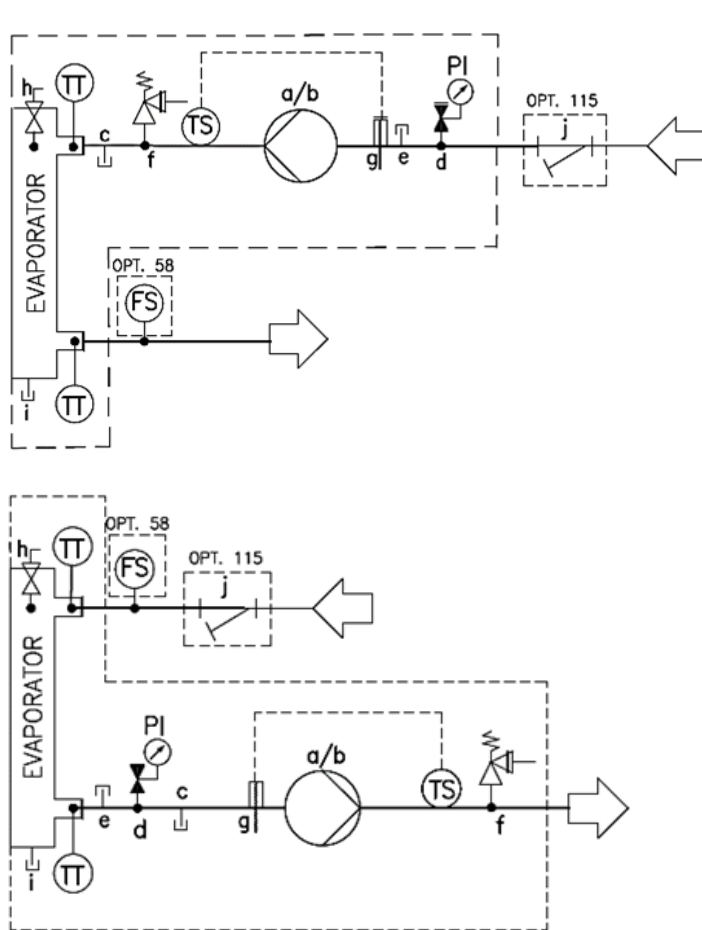 PI
OPT. 115
h
TT
a/b
c
TS
j
f
g
e
d
EVAPORATOR
OPT. 58
FS
TT
i
OPT. 58
h
TT
FS
OPT. 115
j
EVAPORATOR
PI
a/b
c
TS
e
d
g
f
i
TT